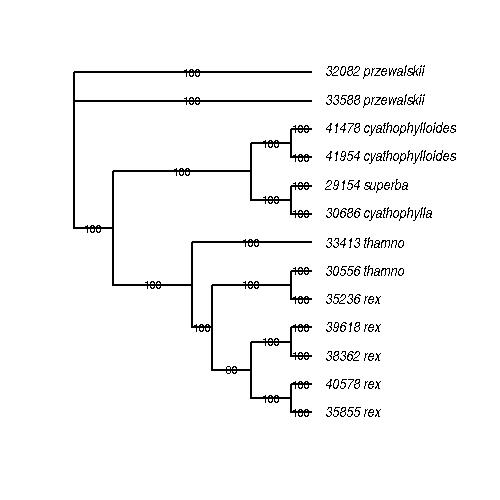 100 32082 przewalskii
100 33588 przewalskii
100 41478 cyathophylloides
100
100 41954 cyathophylloides
100
100 29154 superba
100
100 30686 cyathophylla
100
100 33413 thamno
100 30556 thamno
100 100
100 35236 rex
100 39618 rex
100
100
100 38362 rex
80
100 40578 rex
100
100 35855 rex